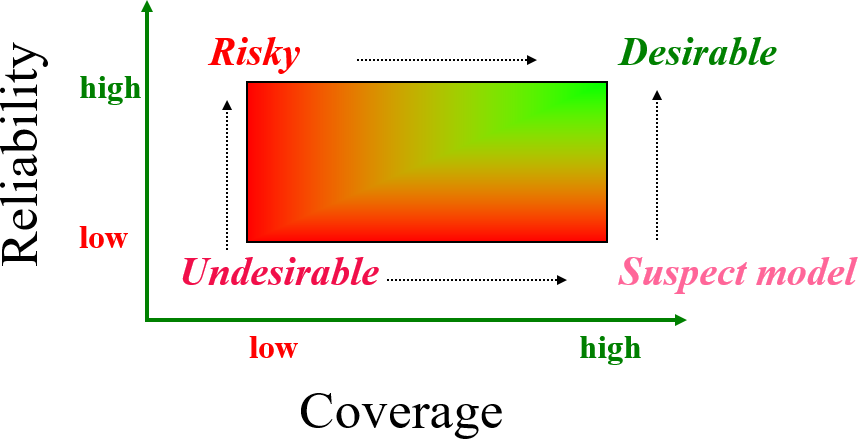 Risky
Desirable
high
Reliability
low
Undesirable
Suspect model
low
high
Coverage